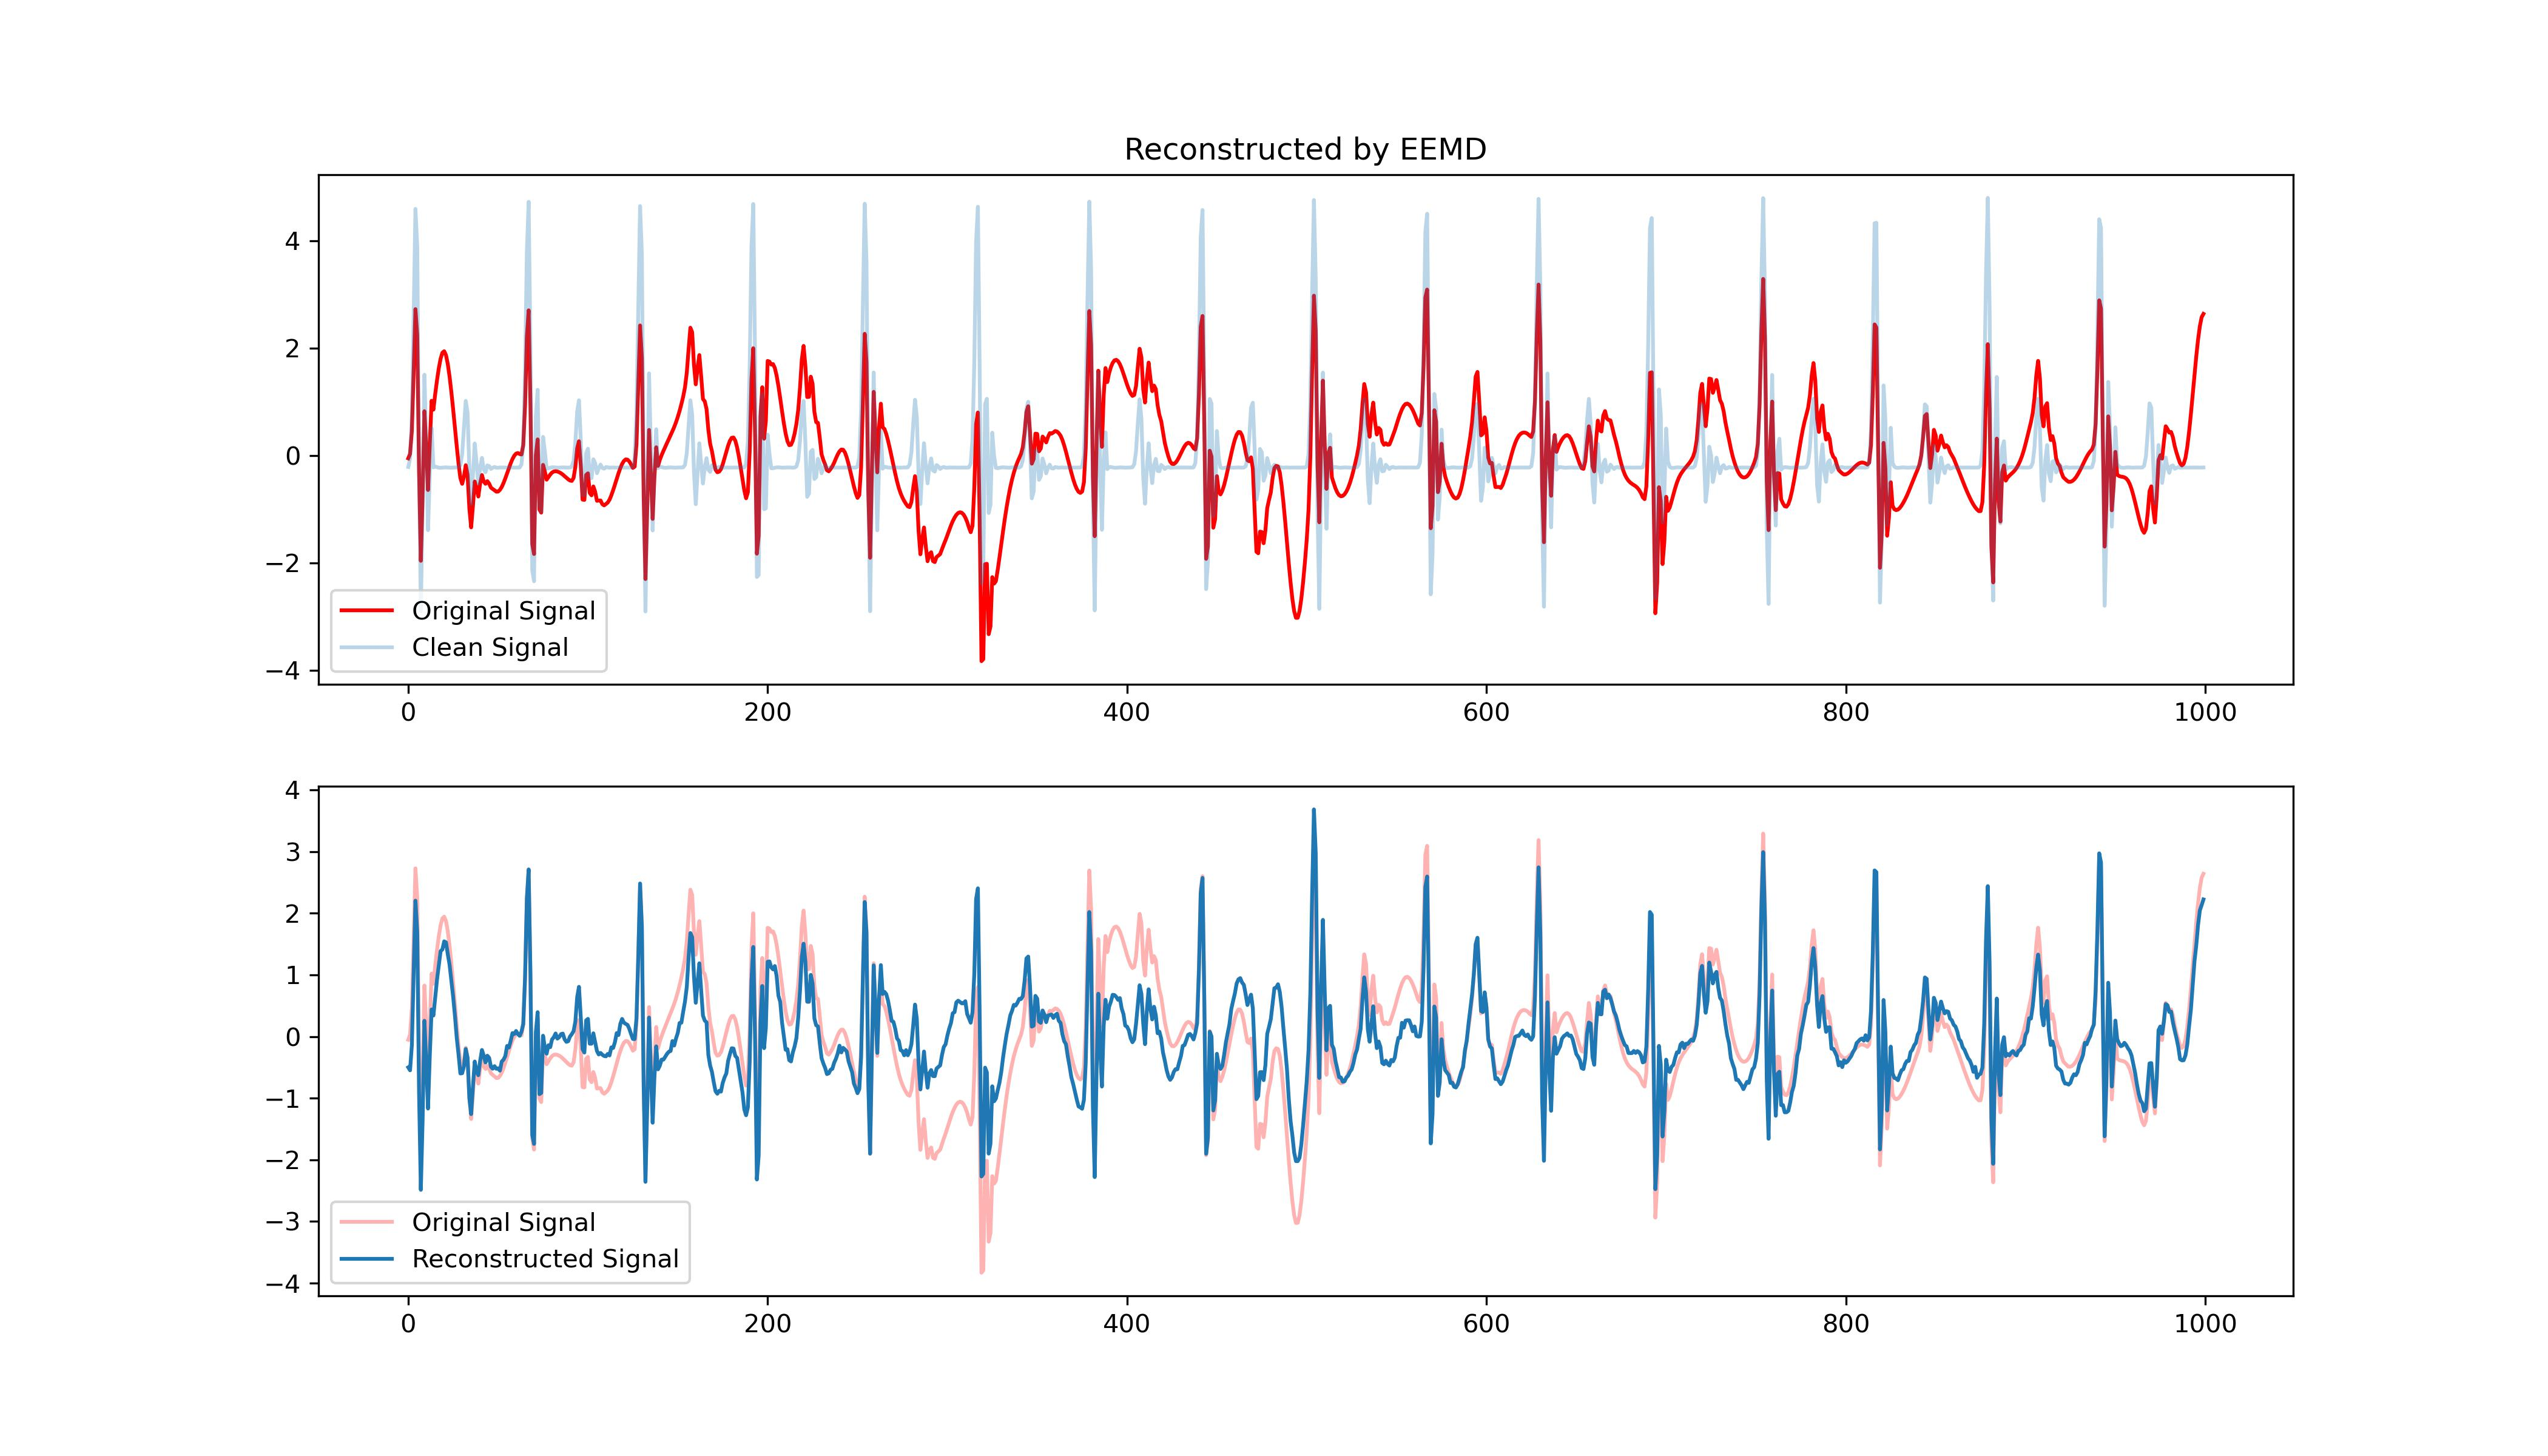 Reconstructed by EEMD
4
2
0
−2
−4
Original Signal
Clean Signal
0 200 400 600 800 1000
4
3
2
1
0
−1
−2
−3
−4
Original Signal
Reconstructed Signal
0 200 400 600 800 1000